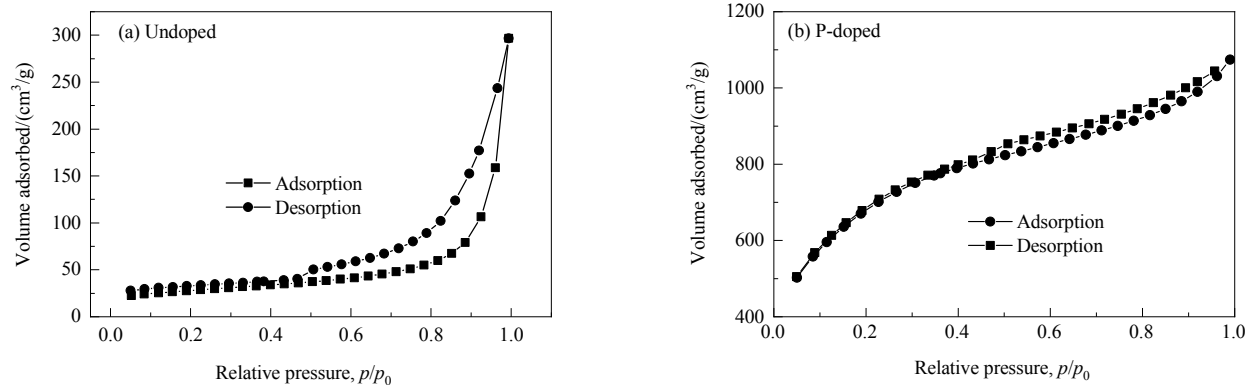 (a) Undoped
300
250
200
150
100
50
0
Volume adsorbed/(cm³/g)
Adsorption
Desorption
0.0 0.2 0.4 0.6 0.8 1.0
Relative pressure, p/p₀
(b) P-doped
1200
1000
800
600
400
Volume adsorbed/(cm³/g)
Adsorption
Desorption
0.0 0.2 0.4 0.6 0.8 1.0
Relative pressure, p/p₀